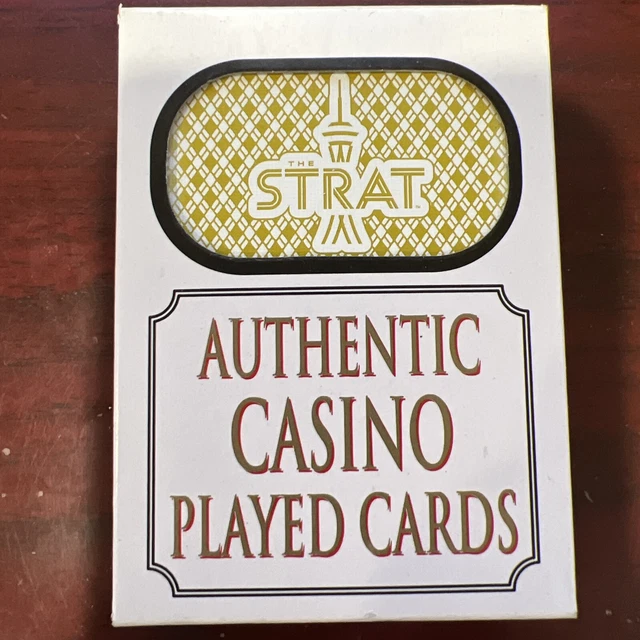 THE
STRAT
AUTHENTIC
CASINO
PLAYED CARDS